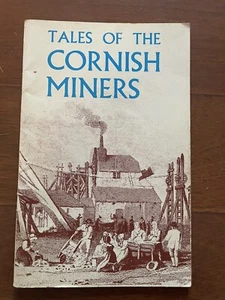 TALES OF THE
CORNISH
MINERS